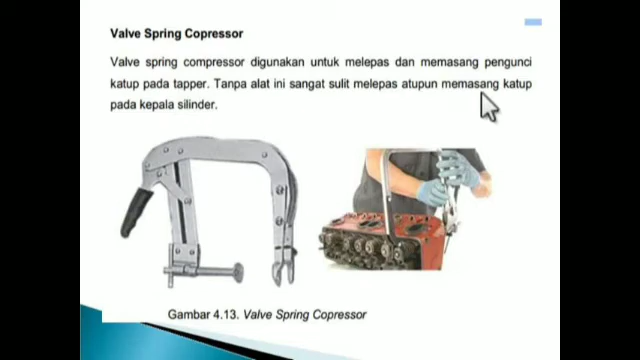 Valve Spring Copressor
Valve spring compressor digunakan untuk melepas dan memasang pengunci
katup pada tapper. Tanpa alat ini sangat sulit melepas atupun memasang katup
pada kepala silinder.
Gambar 4.13. Valve Spring Copressor